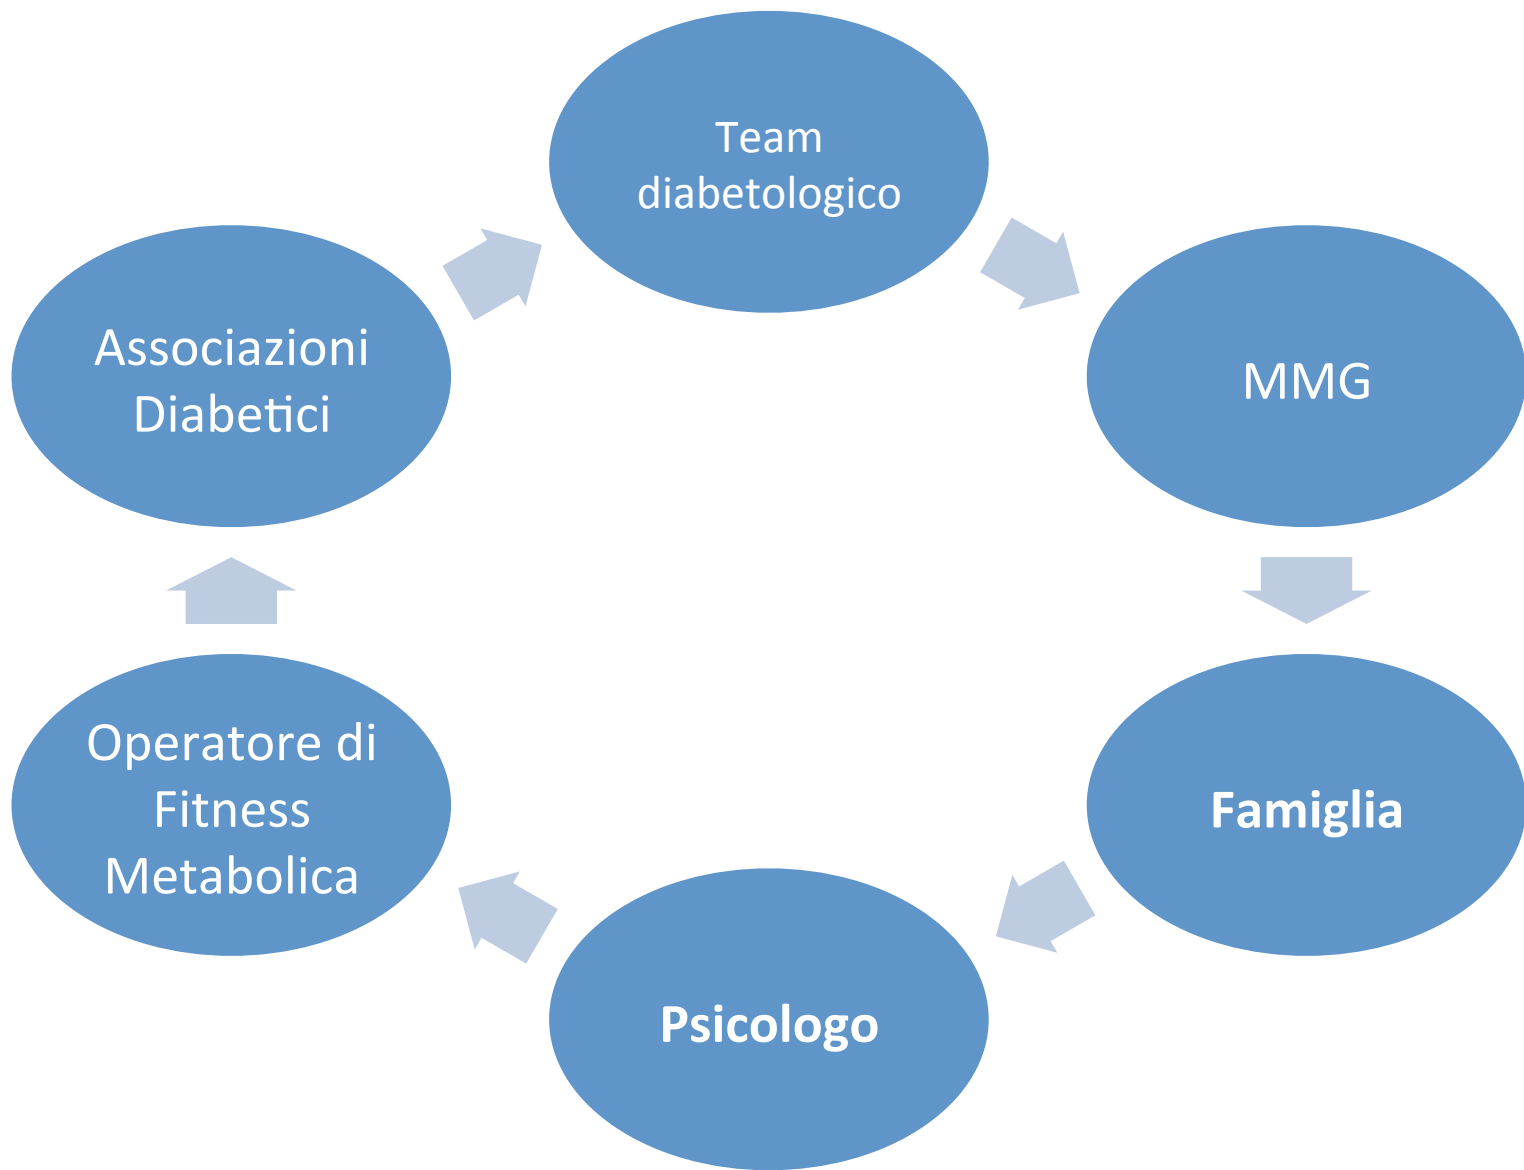 Team
diabetologico
MMG
Famiglia
Psicologo
Operatore di
Fitness
Metabolica
Associazioni
Diabetici